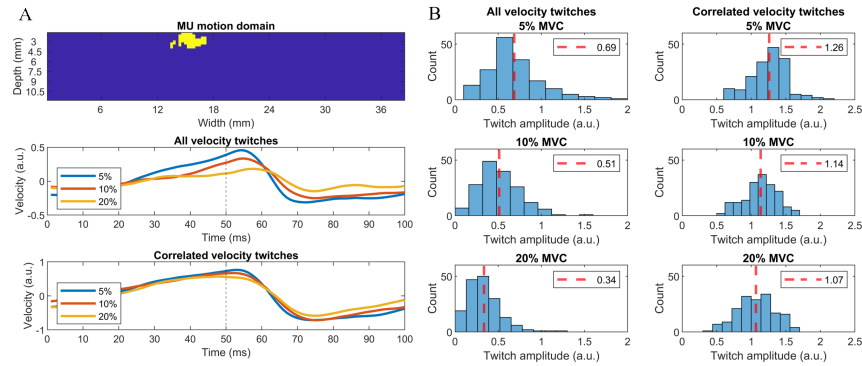 A
MU motion domain
Depth (mm)
3
4.5
6
7.5
9
10.5
6
12
18
24
30
36
Width (mm)
All velocity twitches
Velocity (a.u.)
0.5
0
-0.5
5%
10%
20%
0 10 20 30 40 50 60 70 80 90 100
Time (ms)
Correlated velocity twitches
Velocity (a.u.)
1
0
-1
5%
10%
20%
0 10 20 30 40 50 60 70 80 90 100
Time (ms)
B
All velocity twitches
5% MVC
Count
50
0
0.69
0 0.5 1 1.5 2
Twitch amplitude (a.u.)
Correlated velocity twitches
5% MVC
Count
50
0
1.26
0 0.5 1 1.5 2 2.5
Twitch amplitude (a.u.)
10% MVC
Count
50
0
0.51
0 0.5 1 1.5 2
Twitch amplitude (a.u.)
10% MVC
Count
50
0
1.14
0 0.5 1 1.5 2 2.5
Twitch amplitude (a.u.)
20% MVC
Count
50
0
0.34
0 0.5 1 1.5 2
Twitch amplitude (a.u.)
20% MVC
Count
50
0
1.07
0 0.5 1 1.5 2 2.5
Twitch amplitude (a.u.)